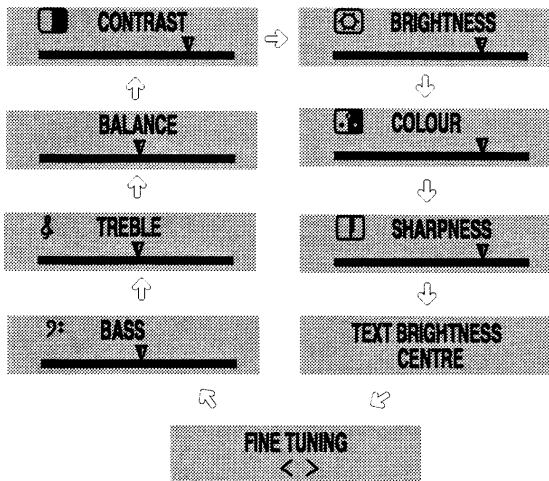 CONTRAST
BRIGHTNESS
BALANCE
COLOUR
TREBLE
SHARPNESS
BASS
TEXT BRIGHTNESS
CENTRE
FINE TUNING
< >